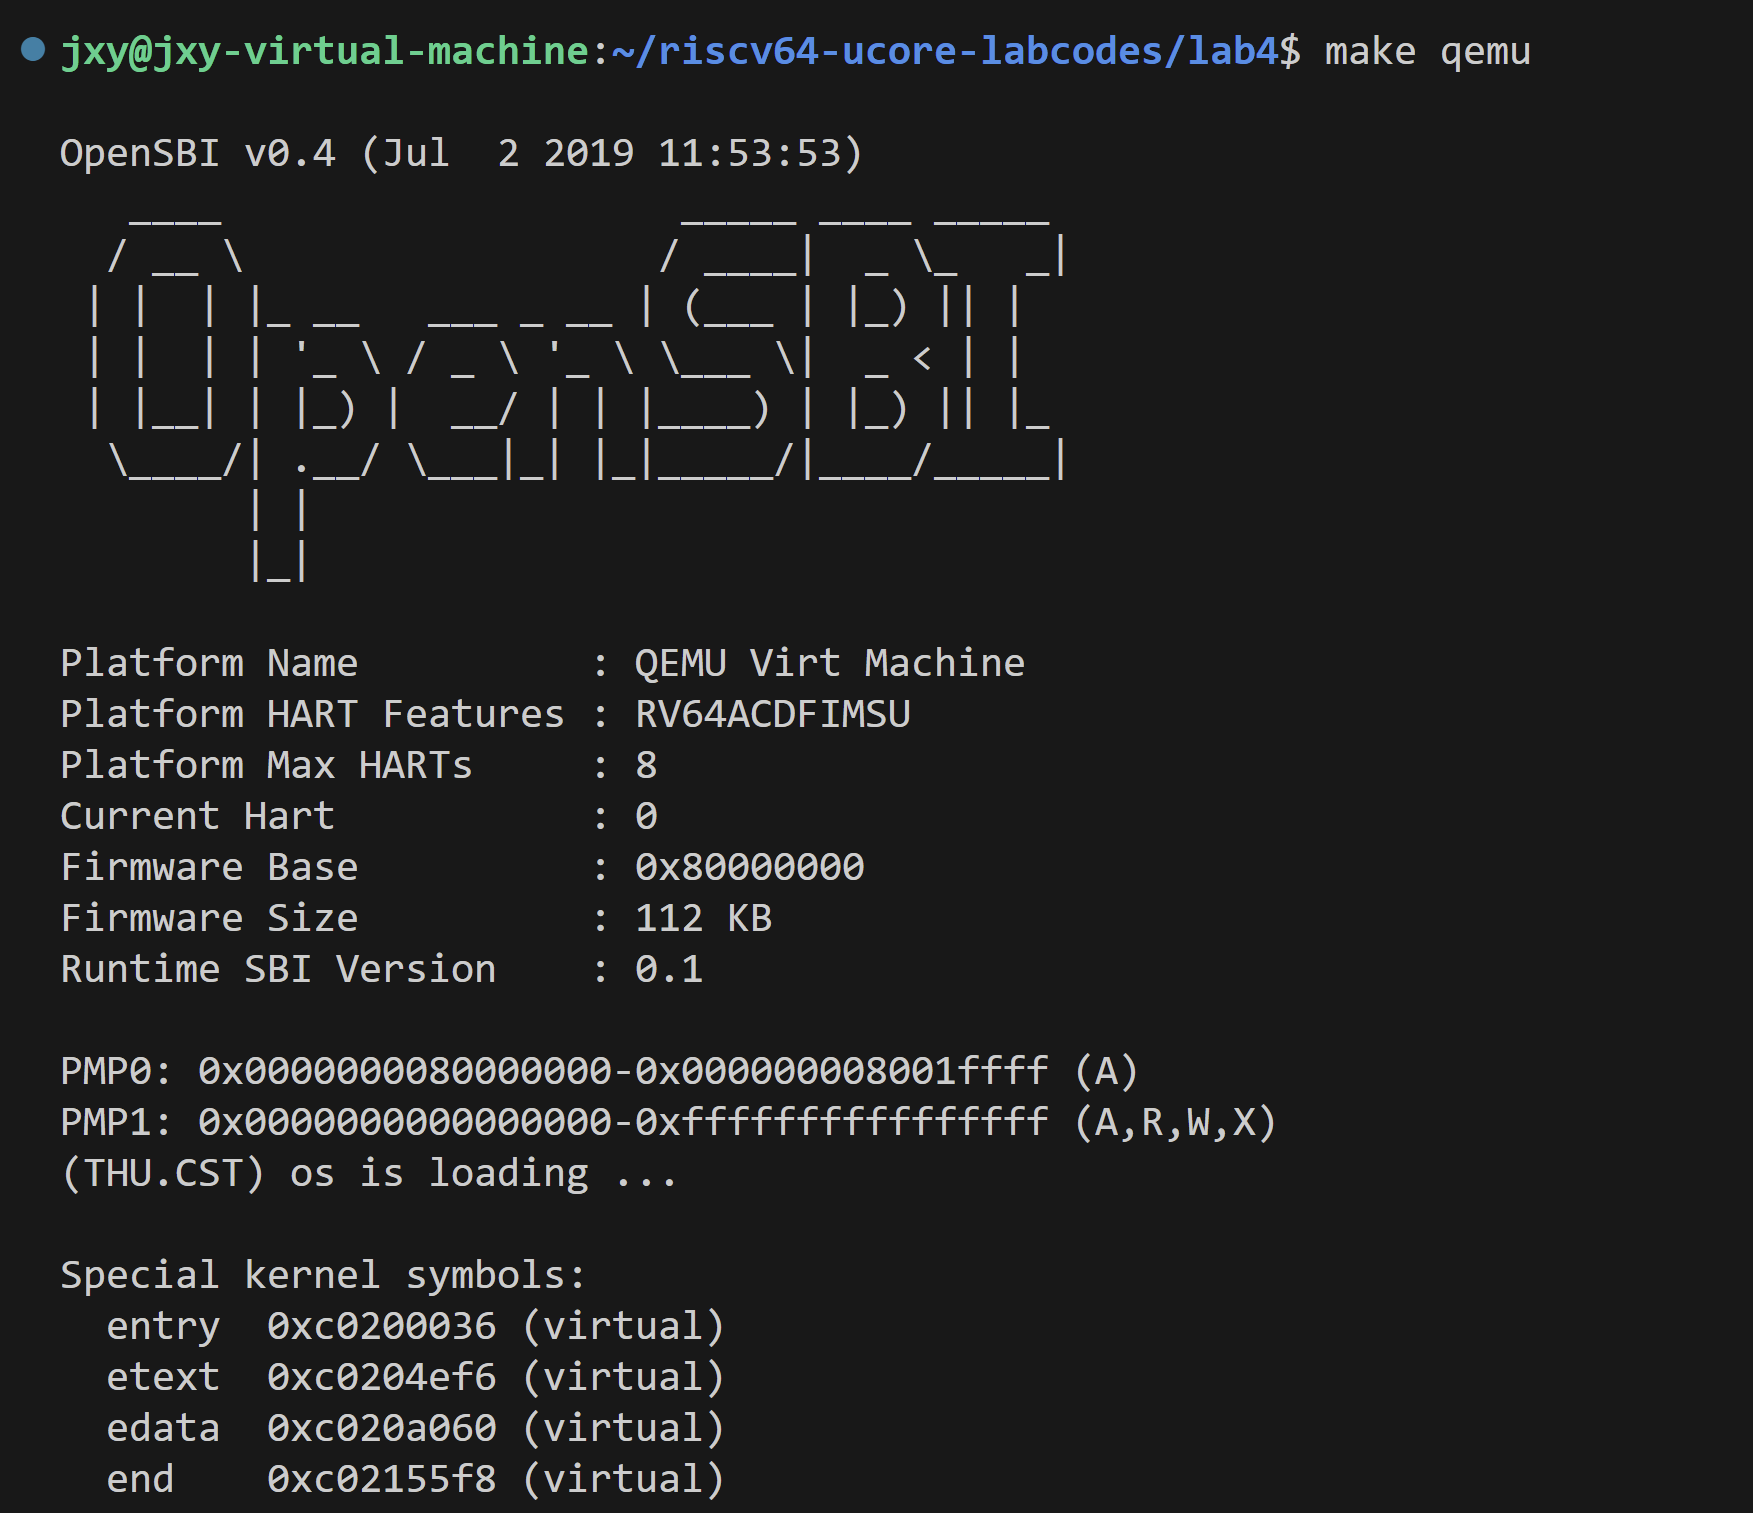 jxy@jxy-virtual-machine:~/riscv64-ucore-labcodes/lab4$ make qemu

OpenSBI v0.4 (Jul  2 2019 11:53:53)
   ____                    _____ ____ _____
  / __ \                  / ____|  _ \_   _|
 | |  | |_ __   ___ _ __ | (___ | |_) || |
 | |  | | '_ \ / _ \ '_ \ \___ \|  _ < | |
 | |__| | |_) |  __/ | | |____) | |_) || |_
  \____/| .__/ \___|_| |_|_____/|____/_____|
        | |
        |_|

Platform Name          : QEMU Virt Machine
Platform HART Features : RV64ACDFIMSU
Platform Max HARTs     : 8
Current Hart           : 0
Firmware Base          : 0x80000000
Firmware Size          : 112 KB
Runtime SBI Version    : 0.1

PMP0: 0x0000000080000000-0x000000008001ffff (A)
PMP1: 0x0000000000000000-0xffffffffffffffff (A,R,W,X)
(THU.CST) os is loading ...

Special kernel symbols:
  entry  0xc0200036 (virtual)
  etext  0xc0204ef6 (virtual)
  edata  0xc020a060 (virtual)
  end    0xc02155f8 (virtual)